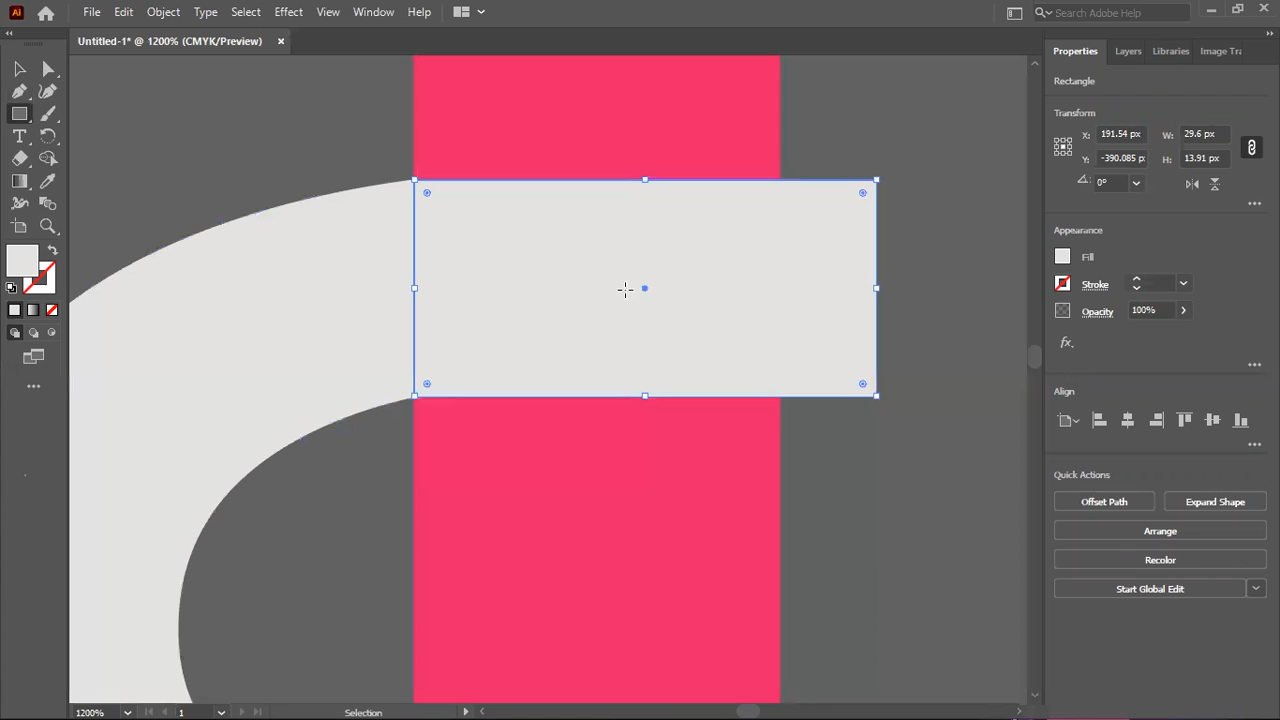 Ai File Edit Object Type Select Effect View Window Help Search Adobe Help
Untitled-1* @ 1200% (CMYK/Preview) ×
Properties Layers Libraries Image Tra
Rectangle
Transform
X: 191.54 px W: 29.6 px
Y: -390.085 p H: 13.91 px
0°
Appearance
Fill
Stroke
Opacity 100%
fx.
Align
Quick Actions
Offset Path Expand Shape
Arrange
Recolor
Start Global Edit
1200% 1 Selection